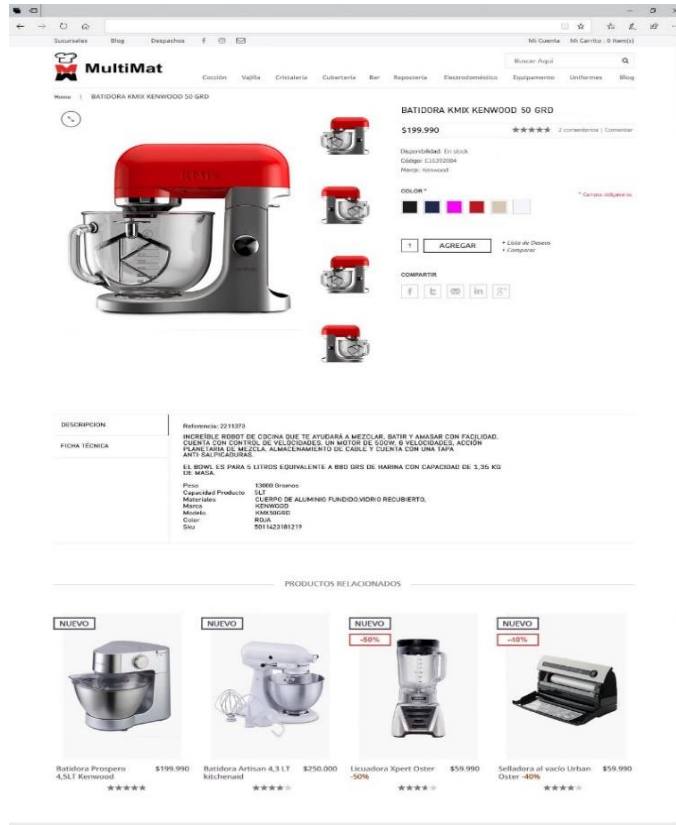 Sucursales Blog Despachos Mi Cuenta Mi Carrito : 0 Item(s)
MultiMat
Buscar Aquí
Cocción Vajilla Cristalería Cubertería Bar Repostería Electrodoméstico Equipamento Uniformes Blog
Home | BATIDORA KMIX KENWOOD 50 GRD
BATIDORA KMIX KENWOOD 50 GRD
$199.990 2 comentarios | Comentar
Disponibilidad: En stock
Marca: Kenwood
COLOR *
* Campos obligatorios
1 AGREGAR
• Lista de Deseos
• Comparar
COMPARTIR
KMIX
DESCRIPCION
FICHA TÉCNICA
Referencia: 2211373
INCREÍBLE ROBOT DE COCINA QUE TE AYUDARÁ A MEZCLAR, BATIR Y AMASAR CON FACILIDAD.
CUENTA CON CONTROL DE VELOCIDADES, UN MOTOR DE 500W, 6 VELOCIDADES, ACCIÓN
PLANETARIA DE MEZCLA, ALMACENAMIENTO DE CABLE Y CUENTA CON UNA TAPA
ANTI-SALPICADURAS.
EL BOWL ES PARA 5 LITROS EQUIVALENTE A 680 GRS DE HARINA CON CAPACIDAD DE 1,35 KG
DE MASA.
Peso 13000 Gramos
Capacidad Producto 5LT
Materiales CUERPO DE ALUMINIO FUNDIDO,VIDRIO RECUBIERTO,
Marca KENWOOD
Modelo KMX50GRD
Color ROJA
Sku 5011423181219
PRODUCTOS RELACIONADOS
NUEVO NUEVO NUEVO NUEVO
-50% -40%
Batidora Prospero $199.990
4,5LT Kenwood
Batidora Artisan 4,3 LT $250.000
kitchenaid
Licuadora Xpert Oster $59.990
-50%
Selladora al vacío Urban $59.990
Oster -40%